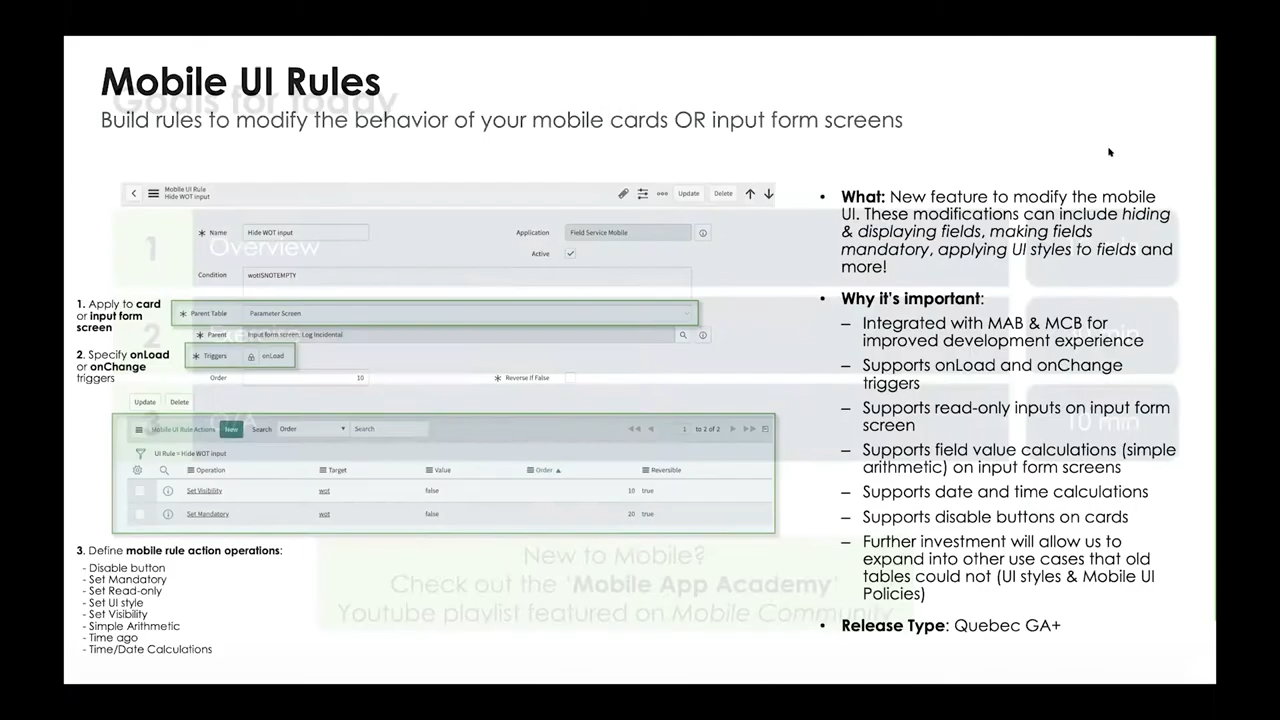 Mobile UI Rules
Goals for Today
Build rules to modify the behavior of your mobile cards OR input form screens
Mobile UI Rule
Hide WOT input
Update
Delete
Name
Hide WOT input
Application
Field Service Mobile
Active
1
Overview
Condition
wotISNOTEMPTY
1. Apply to card
or input form
screen
Parent Table
Parameter Screen
2
Parent
Input form screen: Log Incidental
2. Specify onLoad
or onChange
triggers
Triggers
onLoad
Order
10
Reverse If False
Update
Delete
3
Mobile UI Rule Actions
New
Search
Order
Search
1
to 2 of 2
UI Rule = Hide WOT input
Operation
Target
Value
Order
Reversible
Set Visibility
wot
false
10
true
Set Mandatory
wot
false
20
true
3. Define mobile rule action operations:
- Disable button
- Set Mandatory
- Set Read-only
- Set UI style
- Set Visibility
- Simple Arithmetic
- Time ago
- Time/Date Calculations
New to Mobile?
Check out the 'Mobile App Academy'
Youtube playlist featured on Mobile Community
• What: New feature to modify the mobile
UI. These modifications can include hiding
& displaying fields, making fields
mandatory, applying UI styles to fields and
more!
• Why it's important:
– Integrated with MAB & MCB for
improved development experience
– Supports onLoad and onChange
triggers
– Supports read-only inputs on input form
screen
– Supports field value calculations (simple
arithmetic) on input form screens
– Supports date and time calculations
– Supports disable buttons on cards
– Further investment will allow us to
expand into other use cases that old
tables could not (UI styles & Mobile UI
Policies)
• Release Type: Quebec GA+
min
10 min